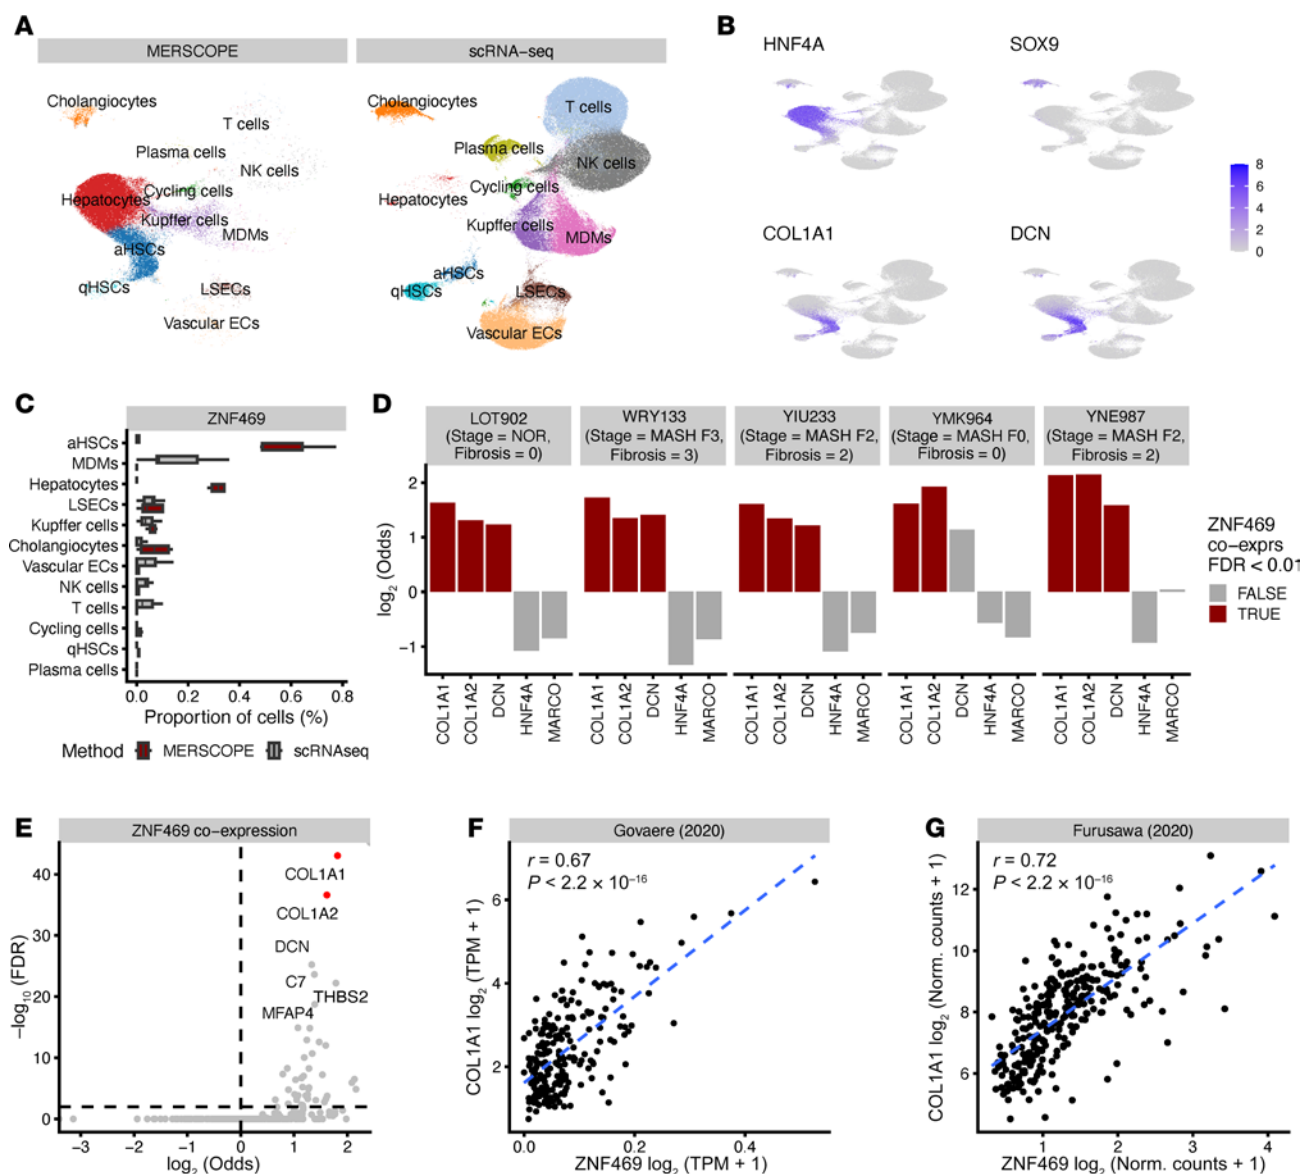 A
MERSCOPE
scRNA-seq
Cholangiocytes
T cells
Plasma cells
NK cells
Cycling cells
Hepatocytes
Kupffer cells
MDMs
aHSCs
qHSCs
LSECs
Vascular ECs
Cholangiocytes
T cells
Plasma cells
NK cells
Cycling cells
Hepatocytes
Kupffer cells
MDMs
aHSCs
qHSCs
LSECs
Vascular ECs
B
HNF4A
SOX9
COL1A1
DCN
8
6
4
2
0
C
ZNF469
aHSCs
MDMs
Hepatocytes
LSECs
Kupffer cells
Cholangiocytes
Vascular ECs
NK cells
T cells
Cycling cells
qHSCs
Plasma cells
0.0 0.2 0.4 0.6 0.8
Proportion of cells (%)
Method MERSCOPE scRNAseq
D
LOT902
(Stage = NOR,
Fibrosis = 0)
WRY133
(Stage = MASH F3,
Fibrosis = 3)
YIU233
(Stage = MASH F2,
Fibrosis = 2)
YMK964
(Stage = MASH F0,
Fibrosis = 0)
YNE987
(Stage = MASH F2,
Fibrosis = 2)
log2 (Odds)
2
1
0
−1
COL1A1 COL1A2 DCN HNF4A MARCO
COL1A1 COL1A2 DCN HNF4A MARCO
COL1A1 COL1A2 DCN HNF4A MARCO
COL1A1 COL1A2 DCN HNF4A MARCO
COL1A1 COL1A2 DCN HNF4A MARCO
ZNF469
co-exprs
FDR < 0.01
FALSE
TRUE
E
ZNF469 co-expression
−log10 (FDR)
40
30
20
10
0
COL1A1
COL1A2
DCN
C7
THBS2
MFAP4
−3 −2 −1 0 1 2
log2 (Odds)
F
Govaere (2020)
r = 0.67
P < 2.2 × 10−16
COL1A1 log2 (TPM + 1)
6
4
2
0.0 0.2 0.4
ZNF469 log2 (TPM + 1)
G
Furusawa (2020)
r = 0.72
P < 2.2 × 10−16
COL1A1 log2 (Norm. counts + 1)
12
10
8
6
1 2 3 4
ZNF469 log2 (Norm. counts + 1)